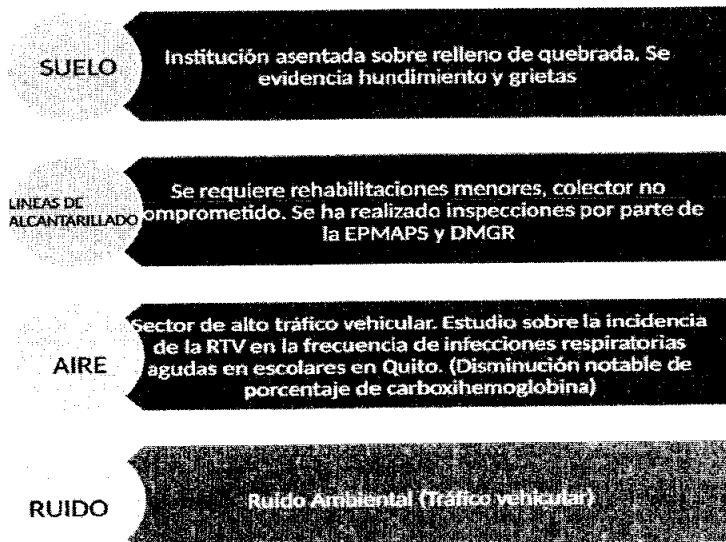 SUELO
Institución asentada sobre relleno de quebrada. Se
evidencia hundimiento y grietas
LINEAS DE
ALCANTARILLADO
Se requiere rehabilitaciones menores, colector no
omprometido. Se ha realizado inspecciones por parte de
la EPMAPS y DMGR
AIRE
Sector de alto tráfico vehicular. Estudio sobre la incidencia
de la RTV en la frecuencia de infecciones respiratorias
agudas en escolares en Quito. (Disminución notable de
porcentaje de carboxihemoglobina)
RUIDO
Ruido Ambiental (Tráfico vehicular)